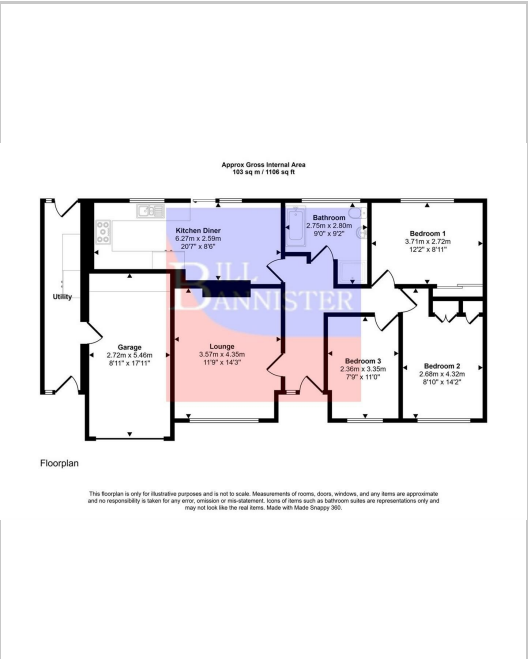 Approx Gross Internal Area
103 sq m / 1106 sq ft
Kitchen Diner
6.27m x 2.59m
20'7" x 8'6"
Bathroom
2.75m x 2.80m
9'0" x 9'2"
Bedroom 1
3.71m x 2.72m
12'2" x 8'11"
BILL
BANNISTER
Utility
Garage
2.72m x 5.46m
8'11" x 17'11"
Lounge
3.57m x 4.35m
11'9" x 14'3"
Bedroom 3
2.36m x 3.35m
7'9" x 11'0"
Bedroom 2
2.68m x 4.32m
8'10" x 14'2"
Floorplan
This floorplan is only for illustrative purposes and is not to scale. Measurements of rooms, doors, windows, and any items are approximate
and no responsibility is taken for any error, omission or mis-statement. Icons of items such as bathroom suites are representations only and
may not look like the real items. Made with Made Snappy 360.